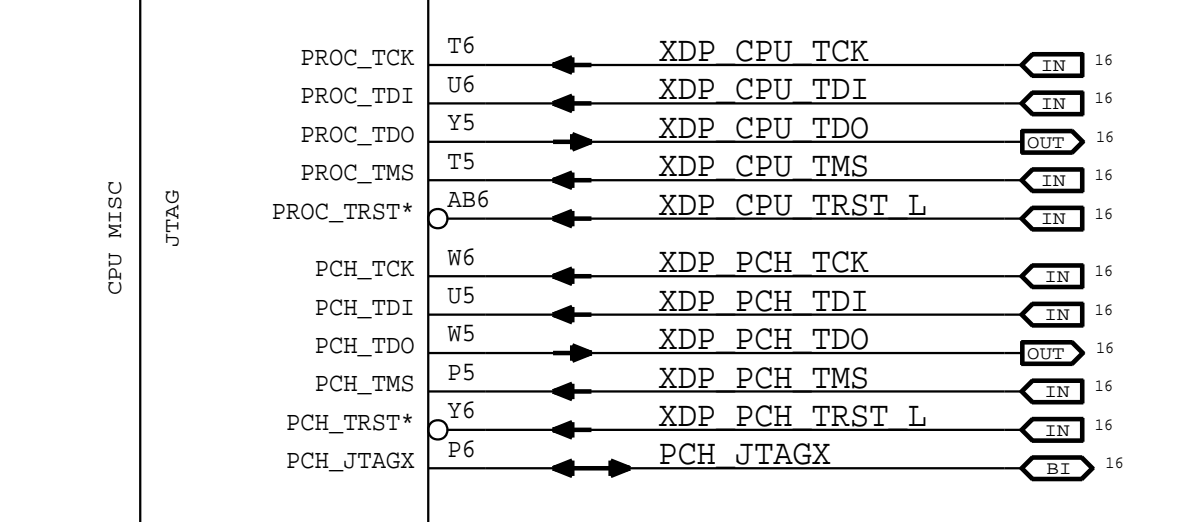 PROC_TCK T6 XDP_CPU_TCK IN 16
PROC_TDI U6 XDP_CPU_TDI IN 16
PROC_TDO Y5 XDP_CPU_TDO OUT 16
PROC_TMS T5 XDP_CPU_TMS IN 16
PROC_TRST* AB6 XDP_CPU_TRST_L IN 16
CPU MISC
JTAG
PCH_TCK W6 XDP_PCH_TCK IN 16
PCH_TDI U5 XDP_PCH_TDI IN 16
PCH_TDO W5 XDP_PCH_TDO OUT 16
PCH_TMS P5 XDP_PCH_TMS IN 16
PCH_TRST* Y6 XDP_PCH_TRST_L IN 16
PCH_JTAGX P6 PCH_JTAGX BI 16